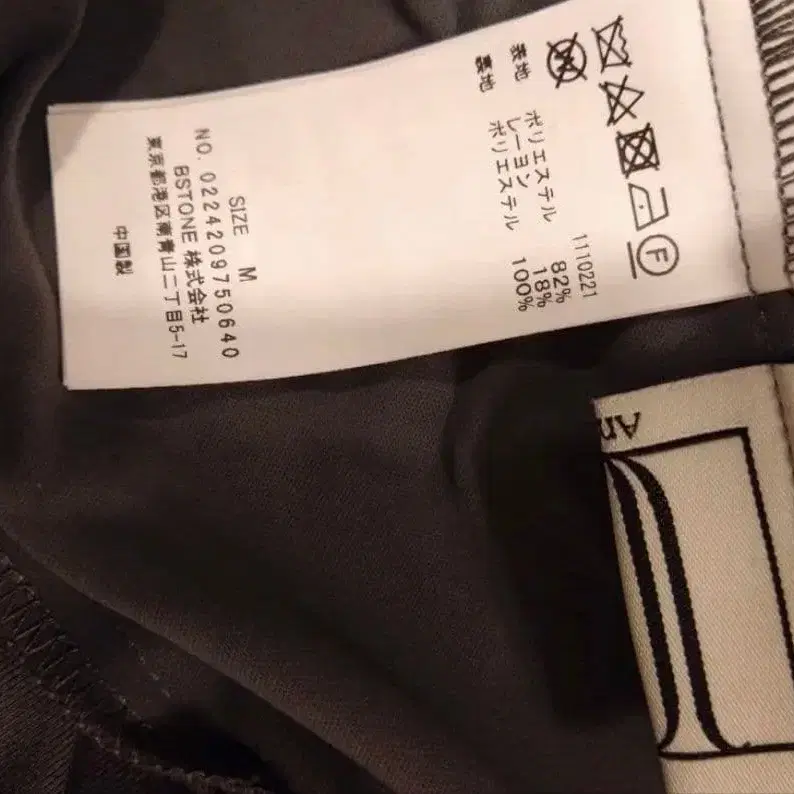 F
1110221
表地 ポリエステル 82%
レーヨン 18%
裏地 ポリエステル 100%
SIZE M
NO. 0224209750640
BSTONE 株式会社
東京都港区南青山二丁目5-17
中国製